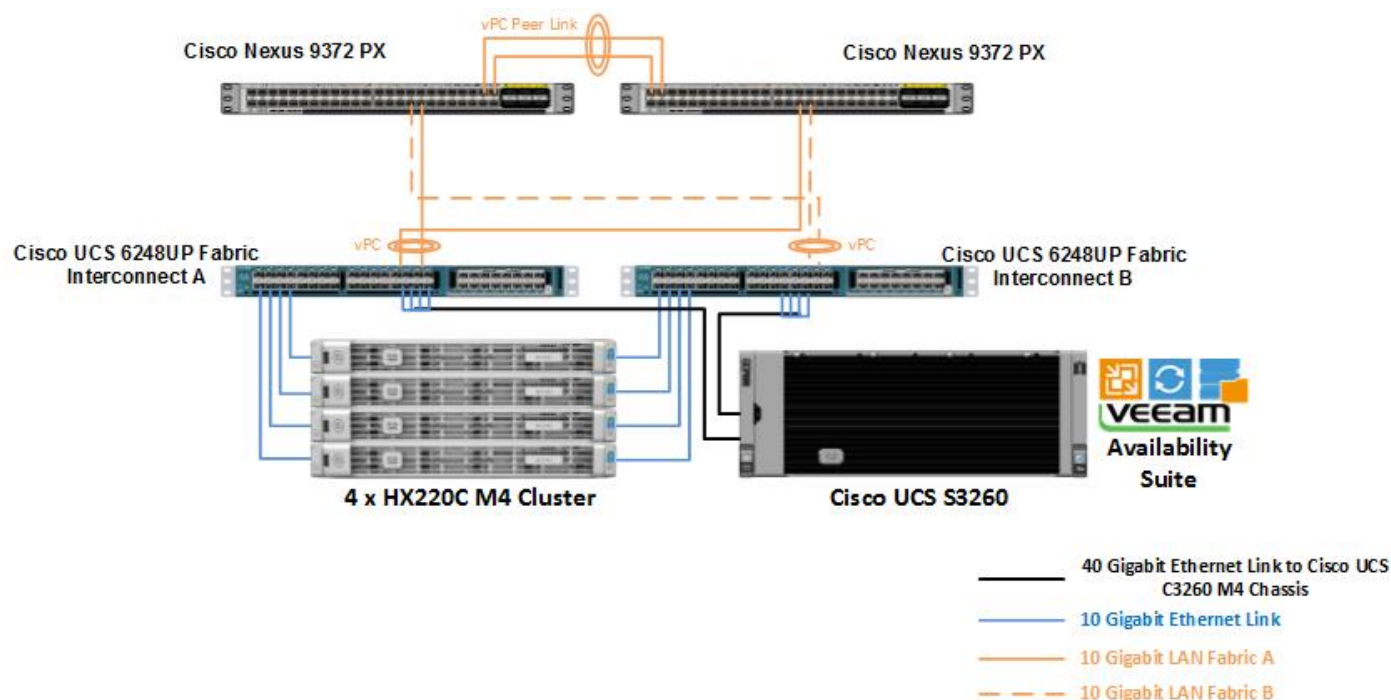 vPC Peer Link
Cisco Nexus 9372 PX
Cisco Nexus 9372 PX
Cisco UCS 6248UP Fabric
Interconnect A
vPC
vPC
Cisco UCS 6248UP Fabric
Interconnect B
4 x HX220C M4 Cluster
Cisco UCS S3260
veeam
Availability
Suite
40 Gigabit Ethernet Link to Cisco UCS
C3260 M4 Chassis
10 Gigabit Ethernet Link
10 Gigabit LAN Fabric A
10 Gigabit LAN Fabric B